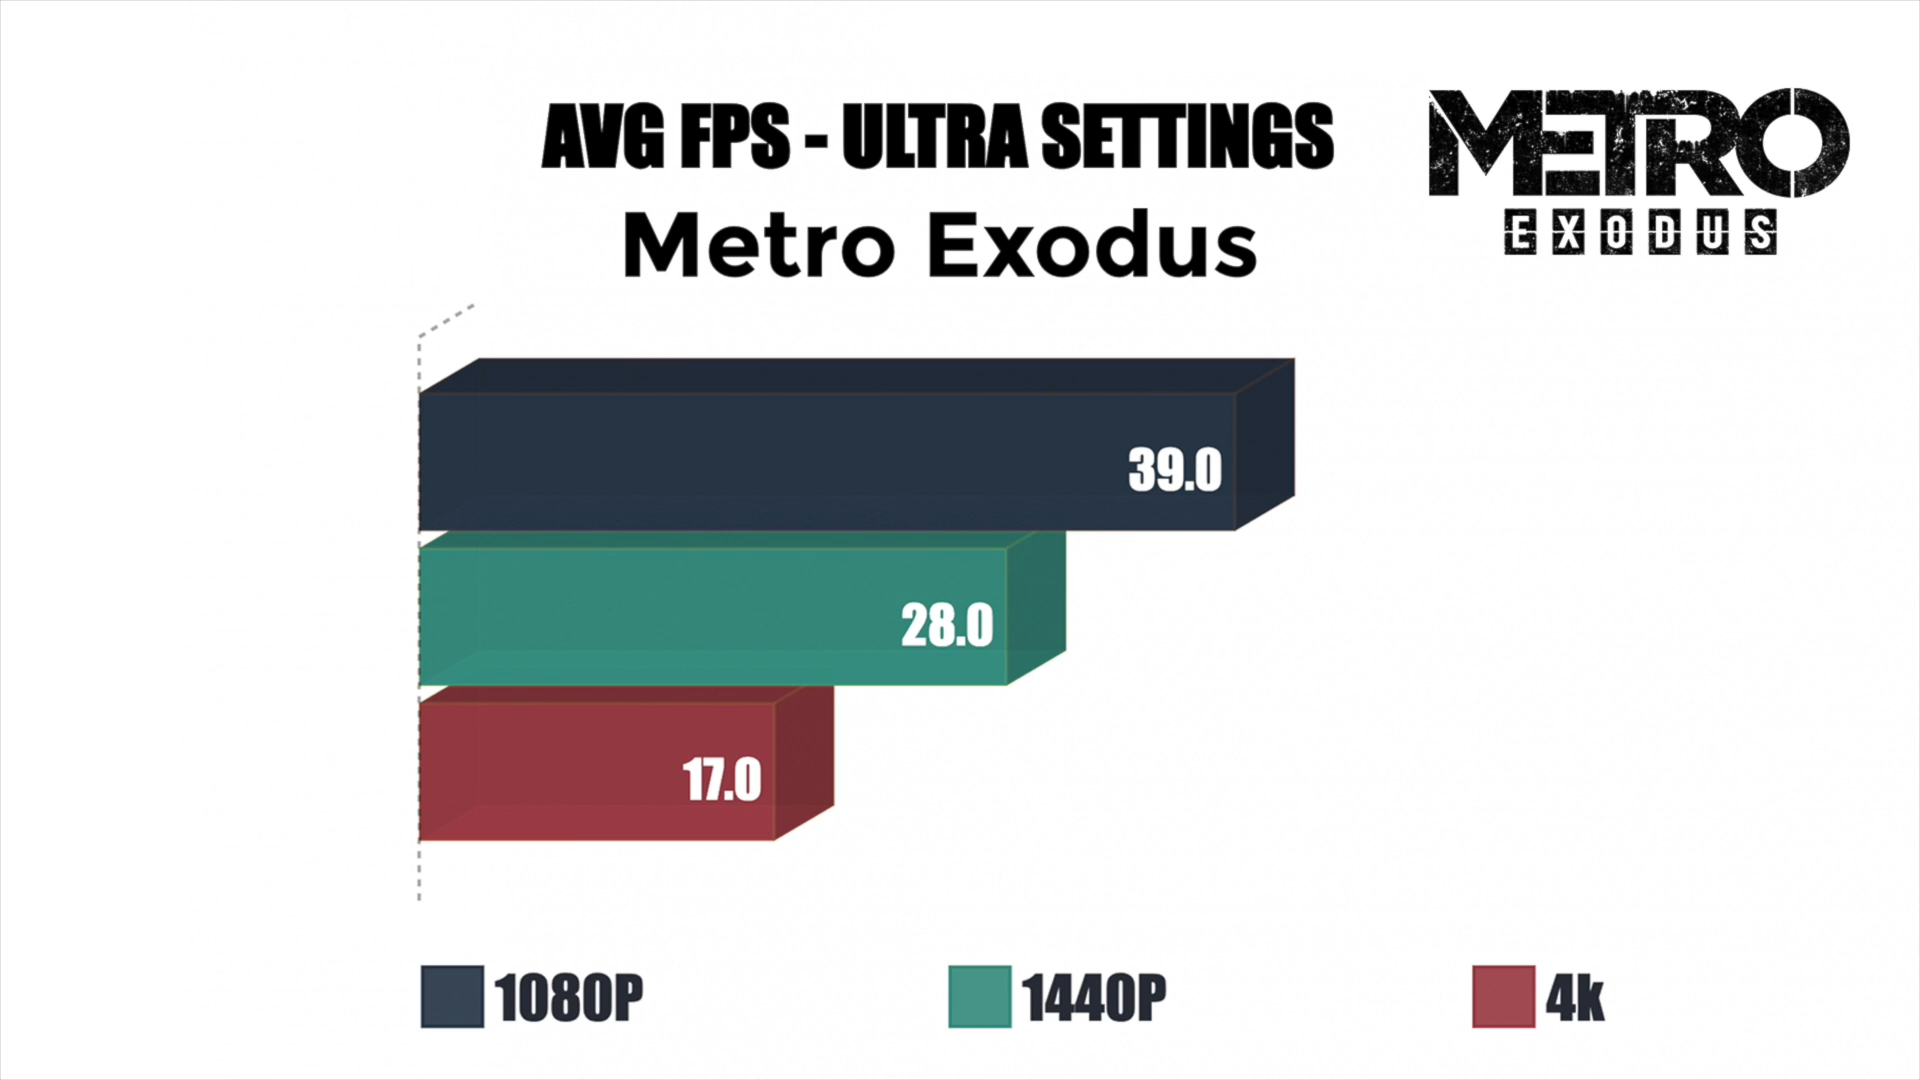 AVG FPS - ULTRA SETTINGS
Metro Exodus
METRO
EXODUS
39.0
28.0
17.0
1080P
1440P
4k